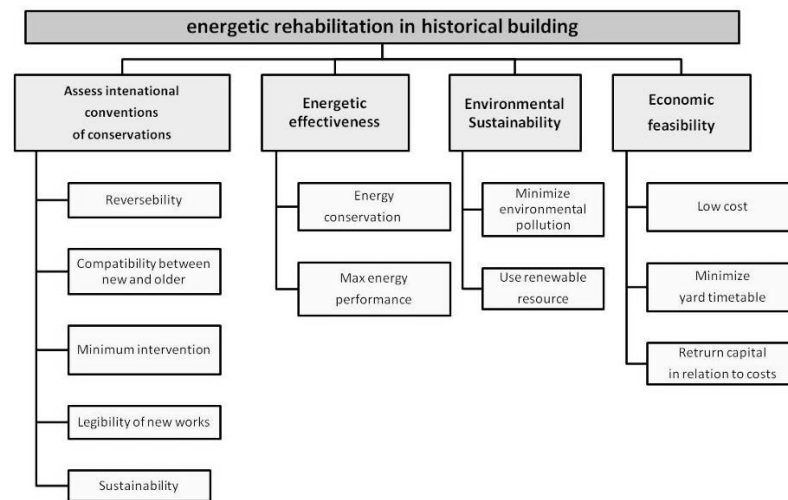 energetic rehabilitation in historical building
Assess intenational
conventions
of conservations
Energetic
effectiveness
Environmental
Sustainability
Economic
feasibility
Reversebility
Compatibility between
new and older
Minimum intervention
Legibility of new works
Sustainability
Energy
conservation
Max energy
performance
Minimize
environmental
pollution
Use renewable
resource
Low cost
Minimize
yard timetable
Retrurn capital
in relation to costs